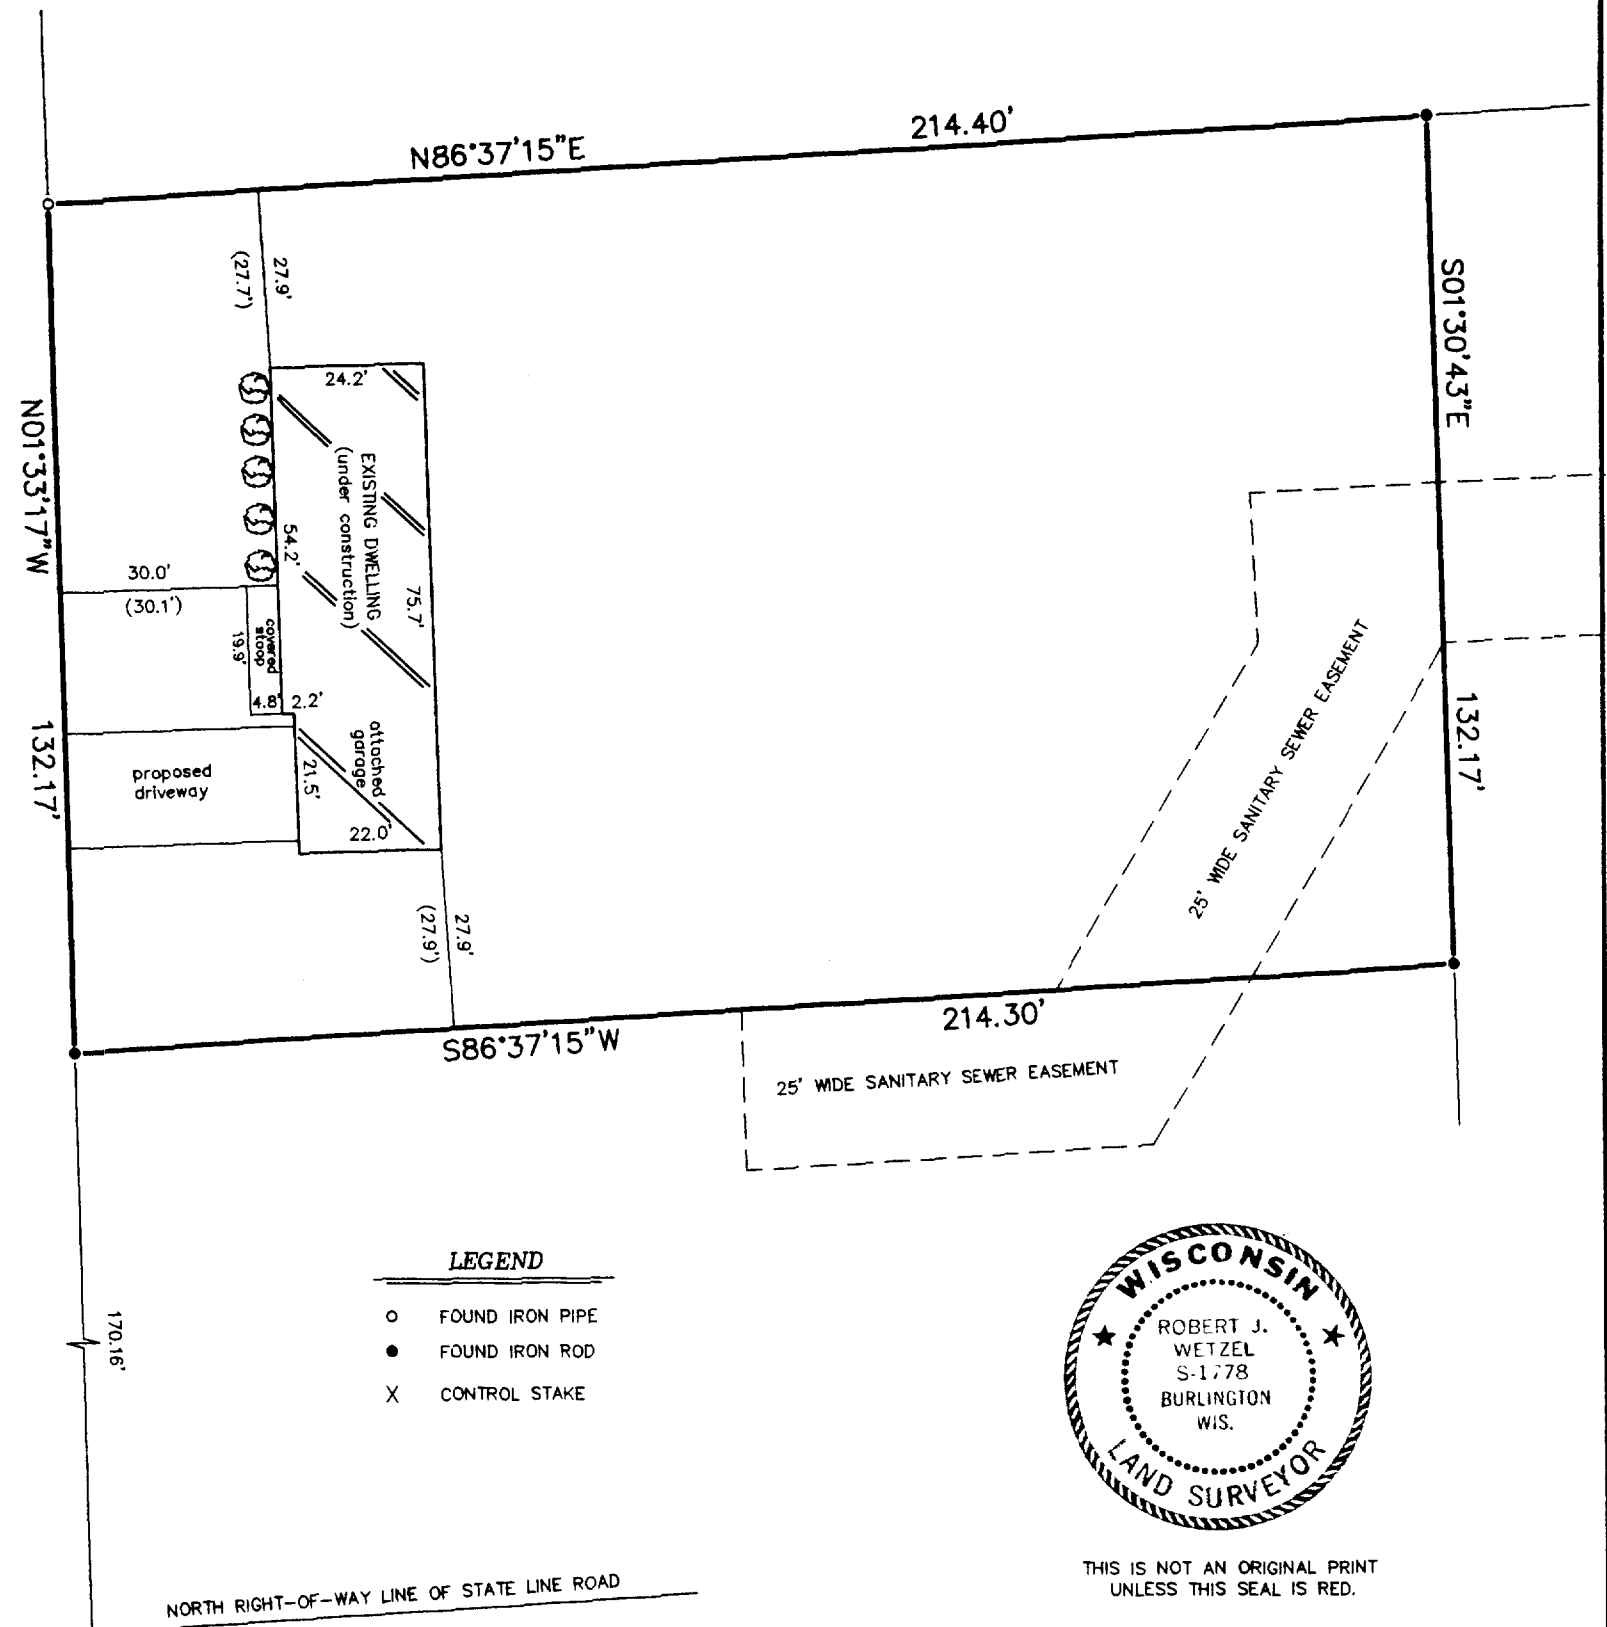 N86°37'15"E
214.40'
27.9'
(27.7')
S01°30'43"E
24.2'
N01°33'17"W
EXISTING DWELLING
(under construction)
54.2'
75.7'
30.0'
(30.1')
covered
stoop
19.9'
4.8'
2.2'
attached
garage
21.5'
22.0'
proposed
driveway
132.17'
25' WIDE SANITARY SEWER EASEMENT
132.17'
27.9'
(27.9')
S86°37'15"W
214.30'
25' WIDE SANITARY SEWER EASEMENT
170.16'
LEGEND
FOUND IRON PIPE
FOUND IRON ROD
X CONTROL STAKE
WISCONSIN
ROBERT J.
WETZEL
S-1778
BURLINGTON
WIS.
LAND SURVEYOR
THIS IS NOT AN ORIGINAL PRINT
UNLESS THIS SEAL IS RED.
NORTH RIGHT-OF-WAY LINE OF STATE LINE ROAD